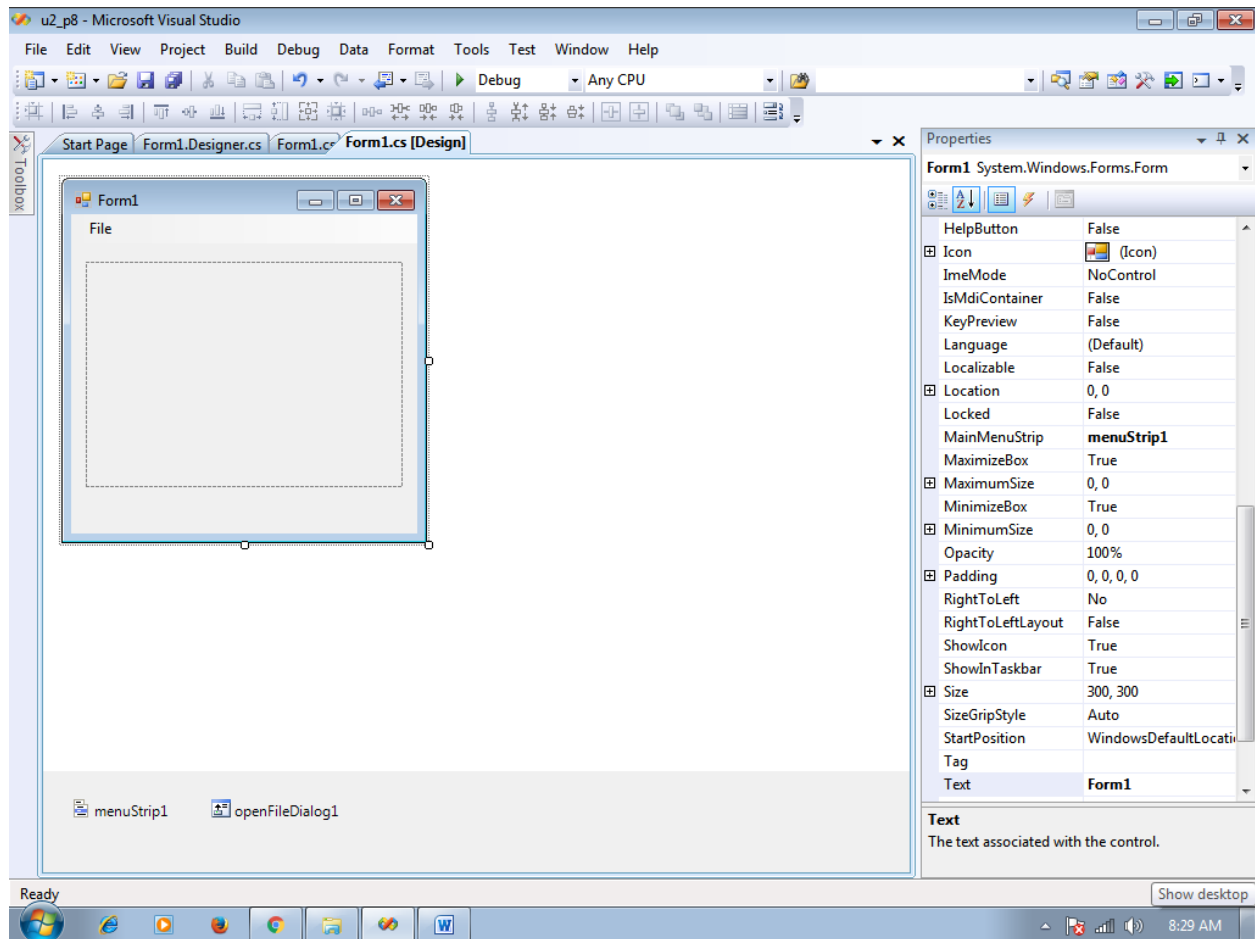 u2_p8 - Microsoft Visual Studio
File Edit View Project Build Debug Data Format Tools Test Window Help
Debug Any CPU
Toolbox
Start Page Form1.Designer.cs Form1.cs Form1.cs [Design]
Form1
File
menuStrip1 openFileDialog1
Properties
Form1 System.Windows.Forms.Form
HelpButton False
Icon (Icon)
ImeMode NoControl
IsMdiContainer False
KeyPreview False
Language (Default)
Localizable False
Location 0, 0
Locked False
MainMenuStrip menuStrip1
MaximizeBox True
MaximumSize 0, 0
MinimizeBox True
MinimumSize 0, 0
Opacity 100%
Padding 0, 0, 0, 0
RightToLeft No
RightToLeftLayout False
ShowIcon True
ShowInTaskbar True
Size 300, 300
SizeGripStyle Auto
StartPosition WindowsDefaultLocati
Tag
Text Form1
Text
The text associated with the control.
Ready
Show desktop
8:29 AM